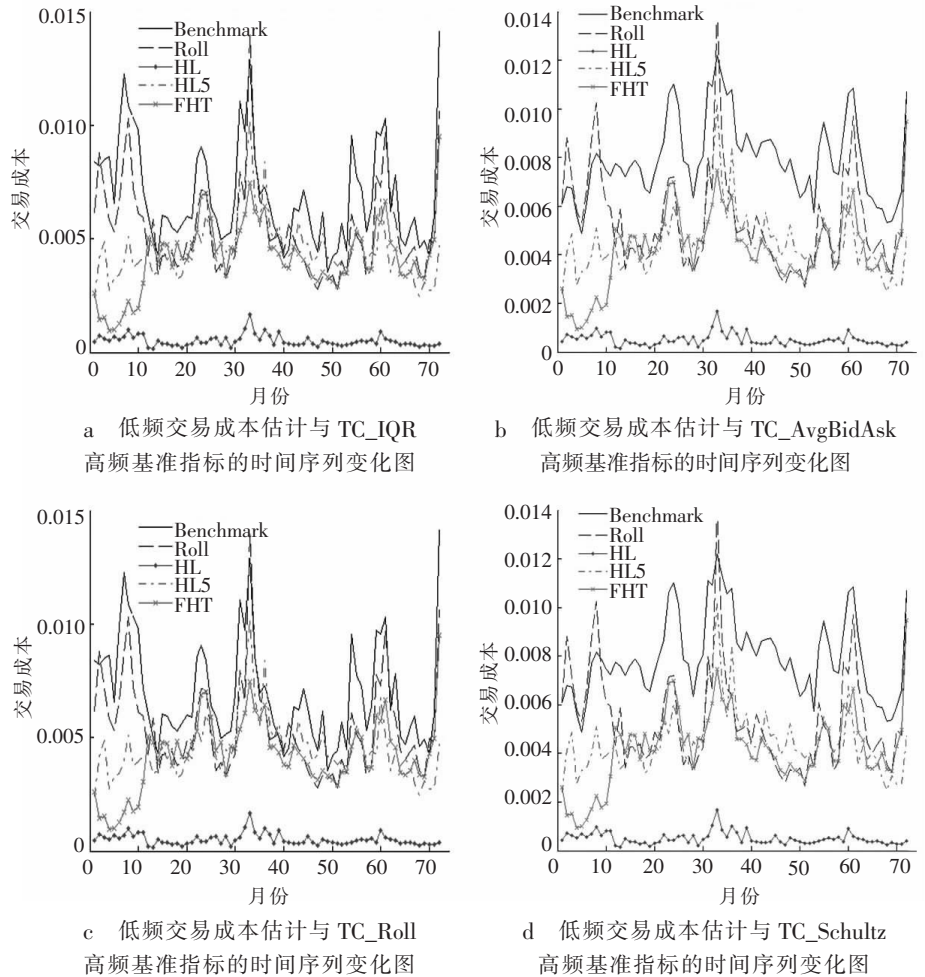 0.015
0.010
0.005
0
交易成本
Benchmark
Roll
HL
HL5
FHT
0 10 20 30 40 50 60 70
月份
a 低频交易成本估计与 TC_IQR
高频基准指标的时间序列变化图
0.014
0.012
0.010
0.008
0.006
0.004
0.002
0
交易成本
Benchmark
Roll
HL
HL5
FHT
0 10 20 30 40 50 60 70
月份
b 低频交易成本估计与 TC_AvgBidAsk
高频基准指标的时间序列变化图
0.015
0.010
0.005
0
交易成本
Benchmark
Roll
HL
HL5
FHT
0 10 20 30 40 50 60 70
月份
c 低频交易成本估计与 TC_Roll
高频基准指标的时间序列变化图
0.014
0.012
0.010
0.008
0.006
0.004
0.002
0
交易成本
Benchmark
Roll
HL
HL5
FHT
0 10 20 30 40 50 60 70
月份
d 低频交易成本估计与 TC_Schultz
高频基准指标的时间序列变化图